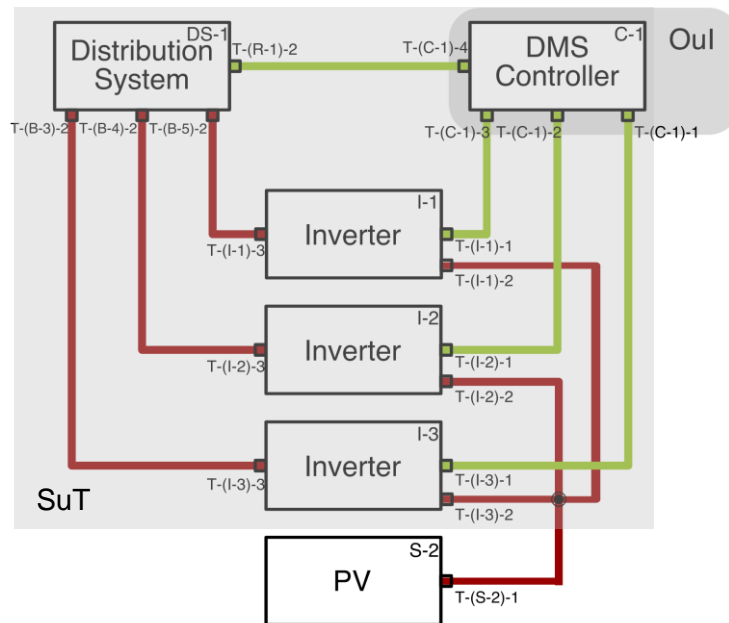 DS-1
Distribution
System
T-(R-1)-2
T-(C-1)-4
C-1
DMS
Controller
OuI
T-(B-3)-2
T-(B-4)-2
T-(B-5)-2
T-(C-1)-3
T-(C-1)-2
T-(C-1)-1
I-1
Inverter
T-(I-1)-3
T-(I-1)-1
T-(I-1)-2
I-2
Inverter
T-(I-2)-3
T-(I-2)-1
T-(I-2)-2
I-3
Inverter
T-(I-3)-3
T-(I-3)-1
T-(I-3)-2
SuT
S-2
PV
T-(S-2)-1